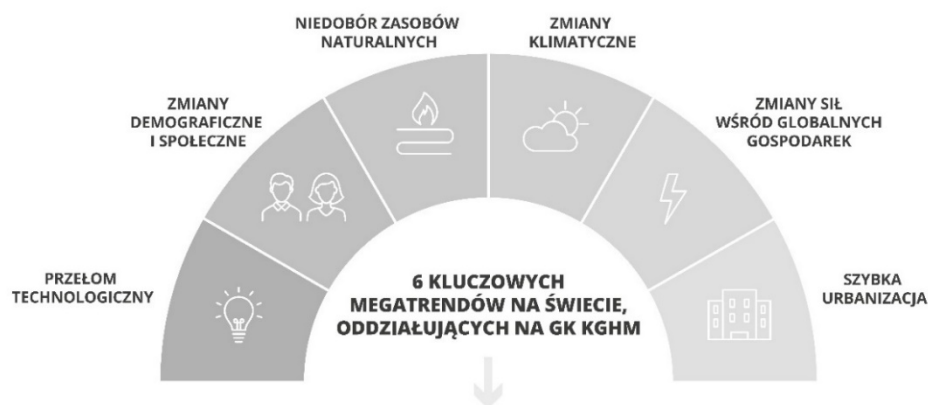 NIEDOBÓR ZASOBÓW
NATURALNYCH
ZMIANY
KLIMATYCZNE
ZMIANY
DEMOGRAFICZNE
I SPOŁECZNE
ZMIANY SIŁ
WŚRÓD GLOBALNYCH
GOSPODAREK
PRZEŁOM
TECHNOLOGICZNY
6 KLUCZOWYCH
MEGATRENDÓW NA ŚWIECIE,
ODDZIAŁUJĄCYCH NA GK KGHM
SZYBKA
URBANIZACJA